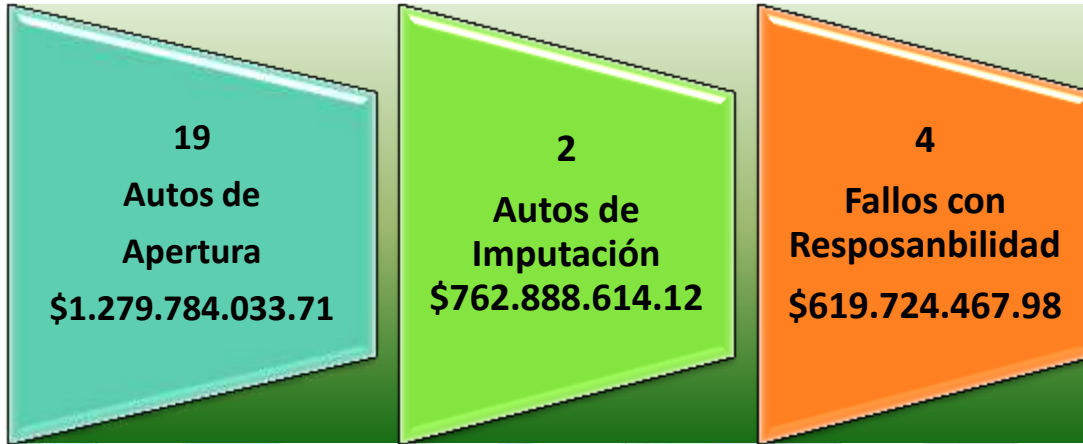 19
Autos de
Apertura
$1.279.784.033.71
2
Autos de
Imputación
$762.888.614.12
4
Fallos con
Resposanbilidad
$619.724.467.98